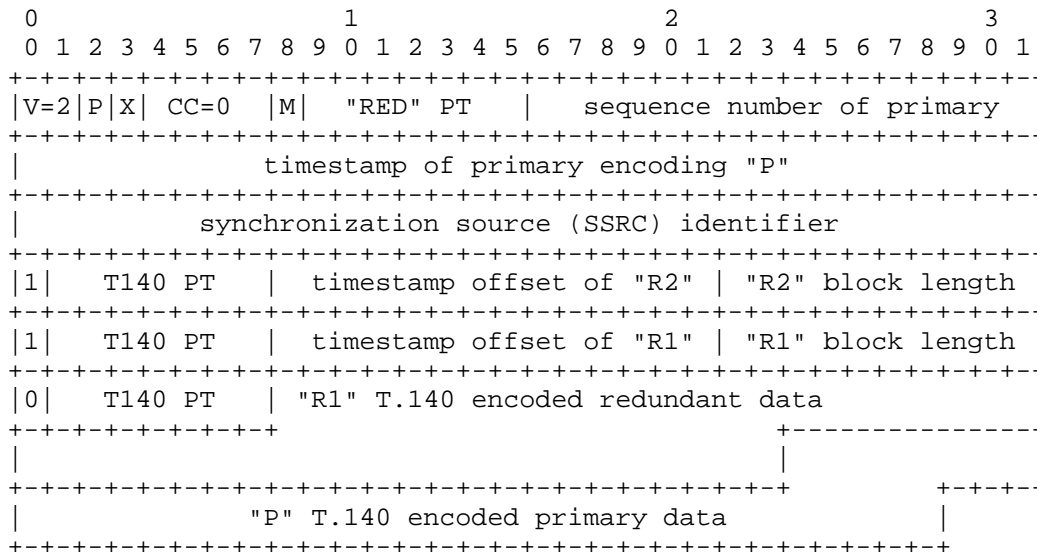 0                   1                   2                   3
0 1 2 3 4 5 6 7 8 9 0 1 2 3 4 5 6 7 8 9 0 1 2 3 4 5 6 7 8 9 0 1
+-+-+-+-+-+-+-+-+-+-+-+-+-+-+-+-+-+-+-+-+-+-+-+-+-+-+-+-+-+-+-+--
|V=2|P|X| CC=0  |M|  "RED" PT   |   sequence number of primary
+-+-+-+-+-+-+-+-+-+-+-+-+-+-+-+-+-+-+-+-+-+-+-+-+-+-+-+-+-+-+-+--
|               timestamp of primary encoding "P"
+-+-+-+-+-+-+-+-+-+-+-+-+-+-+-+-+-+-+-+-+-+-+-+-+-+-+-+-+-+-+-+--
|           synchronization source (SSRC) identifier
+-+-+-+-+-+-+-+-+-+-+-+-+-+-+-+-+-+-+-+-+-+-+-+-+-+-+-+-+-+-+-+--
|1|   T140 PT   |  timestamp offset of "R2" | "R2" block length
+-+-+-+-+-+-+-+-+-+-+-+-+-+-+-+-+-+-+-+-+-+-+-+-+-+-+-+-+-+-+-+--
|1|   T140 PT   |  timestamp offset of "R1" | "R1" block length
+-+-+-+-+-+-+-+-+-+-+-+-+-+-+-+-+-+-+-+-+-+-+-+-+-+-+-+-+-+-+-+--
|0|   T140 PT   | "R1" T.140 encoded redundant data
+-+-+-+-+-+-+-+-+                               +---------------
|                                               |
+-+-+-+-+-+-+-+-+-+-+-+-+-+-+-+-+-+-+-+-+-+-+-+-+         +-+-+--
|              "P" T.140 encoded primary data             |
+-+-+-+-+-+-+-+-+-+-+-+-+-+-+-+-+-+-+-+-+-+-+-+-+-+-+-+-+-+